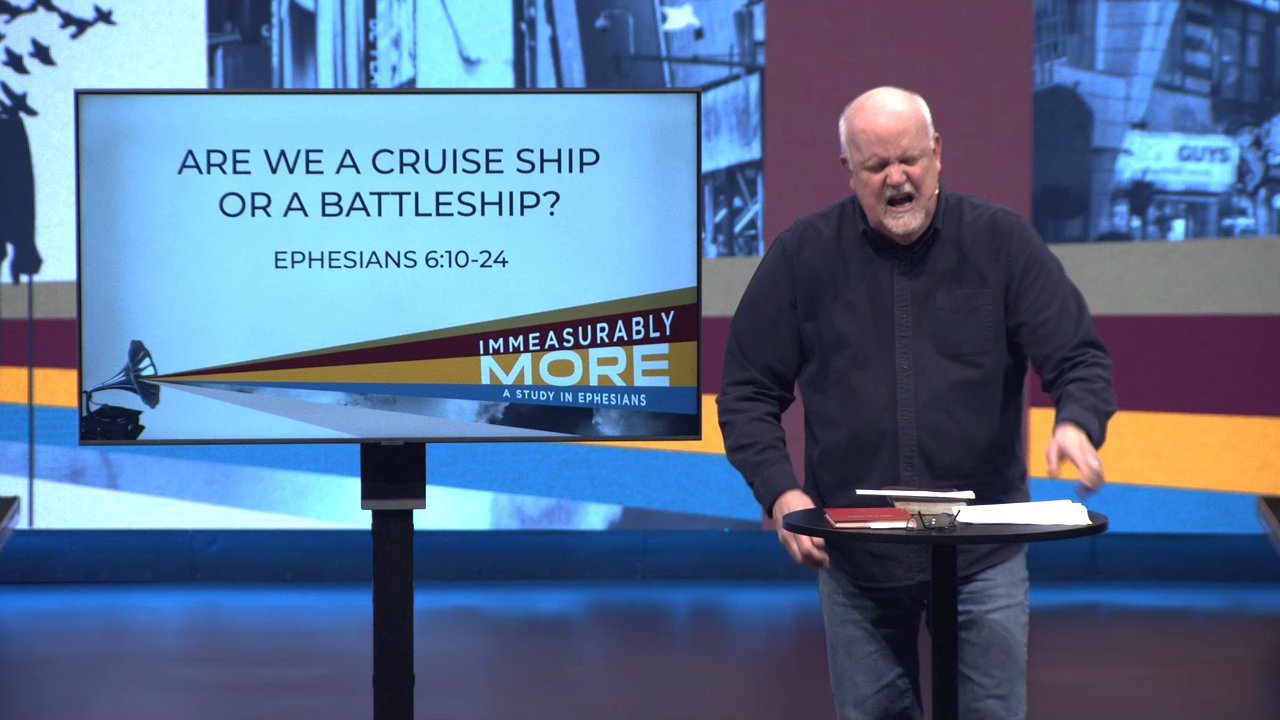 ARE WE A CRUISE SHIP
OR A BATTLESHIP?
EPHESIANS 6:10-24
IMMEASURABLY
MORE
A STUDY IN EPHESIANS
GUYS